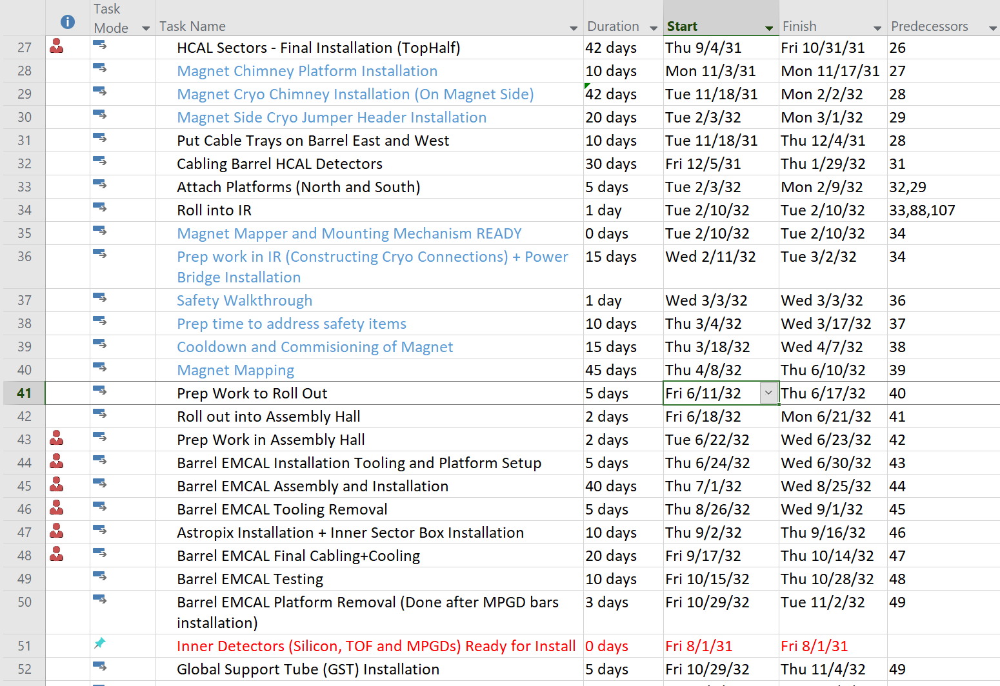 Task Mode Task Name Duration Start Finish Predecessors
27 HCAL Sectors - Final Installation (TopHalf) 42 days Thu 9/4/31 Fri 10/31/31 26
28 Magnet Chimney Platform Installation 10 days Mon 11/3/31 Mon 11/17/31 27
29 Magnet Cryo Chimney Installation (On Magnet Side) 42 days Tue 11/18/31 Mon 2/2/32 28
30 Magnet Side Cryo Jumper Header Installation 20 days Tue 2/3/32 Mon 3/1/32 29
31 Put Cable Trays on Barrel East and West 10 days Tue 11/18/31 Thu 12/4/31 28
32 Cabling Barrel HCAL Detectors 30 days Fri 12/5/31 Thu 1/29/32 31
33 Attach Platforms (North and South) 5 days Tue 2/3/32 Mon 2/9/32 32,29
34 Roll into IR 1 day Tue 2/10/32 Tue 2/10/32 33,88,107
35 Magnet Mapper and Mounting Mechanism READY 0 days Tue 2/10/32 Tue 2/10/32 34
36 Prep work in IR (Constructing Cryo Connections) + Power 15 days Wed 2/11/32 Tue 3/2/32 34
Bridge Installation
37 Safety Walkthrough 1 day Wed 3/3/32 Wed 3/3/32 36
38 Prep time to address safety items 10 days Thu 3/4/32 Wed 3/17/32 37
39 Cooldown and Commisioning of Magnet 15 days Thu 3/18/32 Wed 4/7/32 38
40 Magnet Mapping 45 days Thu 4/8/32 Thu 6/10/32 39
41 Prep Work to Roll Out 5 days Fri 6/11/32 Thu 6/17/32 40
42 Roll out into Assembly Hall 2 days Fri 6/18/32 Mon 6/21/32 41
43 Prep Work in Assembly Hall 2 days Tue 6/22/32 Wed 6/23/32 42
44 Barrel EMCAL Installation Tooling and Platform Setup 5 days Thu 6/24/32 Wed 6/30/32 43
45 Barrel EMCAL Assembly and Installation 40 days Thu 7/1/32 Wed 8/25/32 44
46 Barrel EMCAL Tooling Removal 5 days Thu 8/26/32 Wed 9/1/32 45
47 Astropix Installation + Inner Sector Box Installation 10 days Thu 9/2/32 Thu 9/16/32 46
48 Barrel EMCAL Final Cabling+Cooling 20 days Fri 9/17/32 Thu 10/14/32 47
49 Barrel EMCAL Testing 10 days Fri 10/15/32 Thu 10/28/32 48
50 Barrel EMCAL Platform Removal (Done after MPGD bars 3 days Fri 10/29/32 Tue 11/2/32 49
installation)
51 Inner Detectors (Silicon, TOF and MPGDs) Ready for Install 0 days Fri 8/1/31 Fri 8/1/31
52 Global Support Tube (GST) Installation 5 days Fri 10/29/32 Thu 11/4/32 49